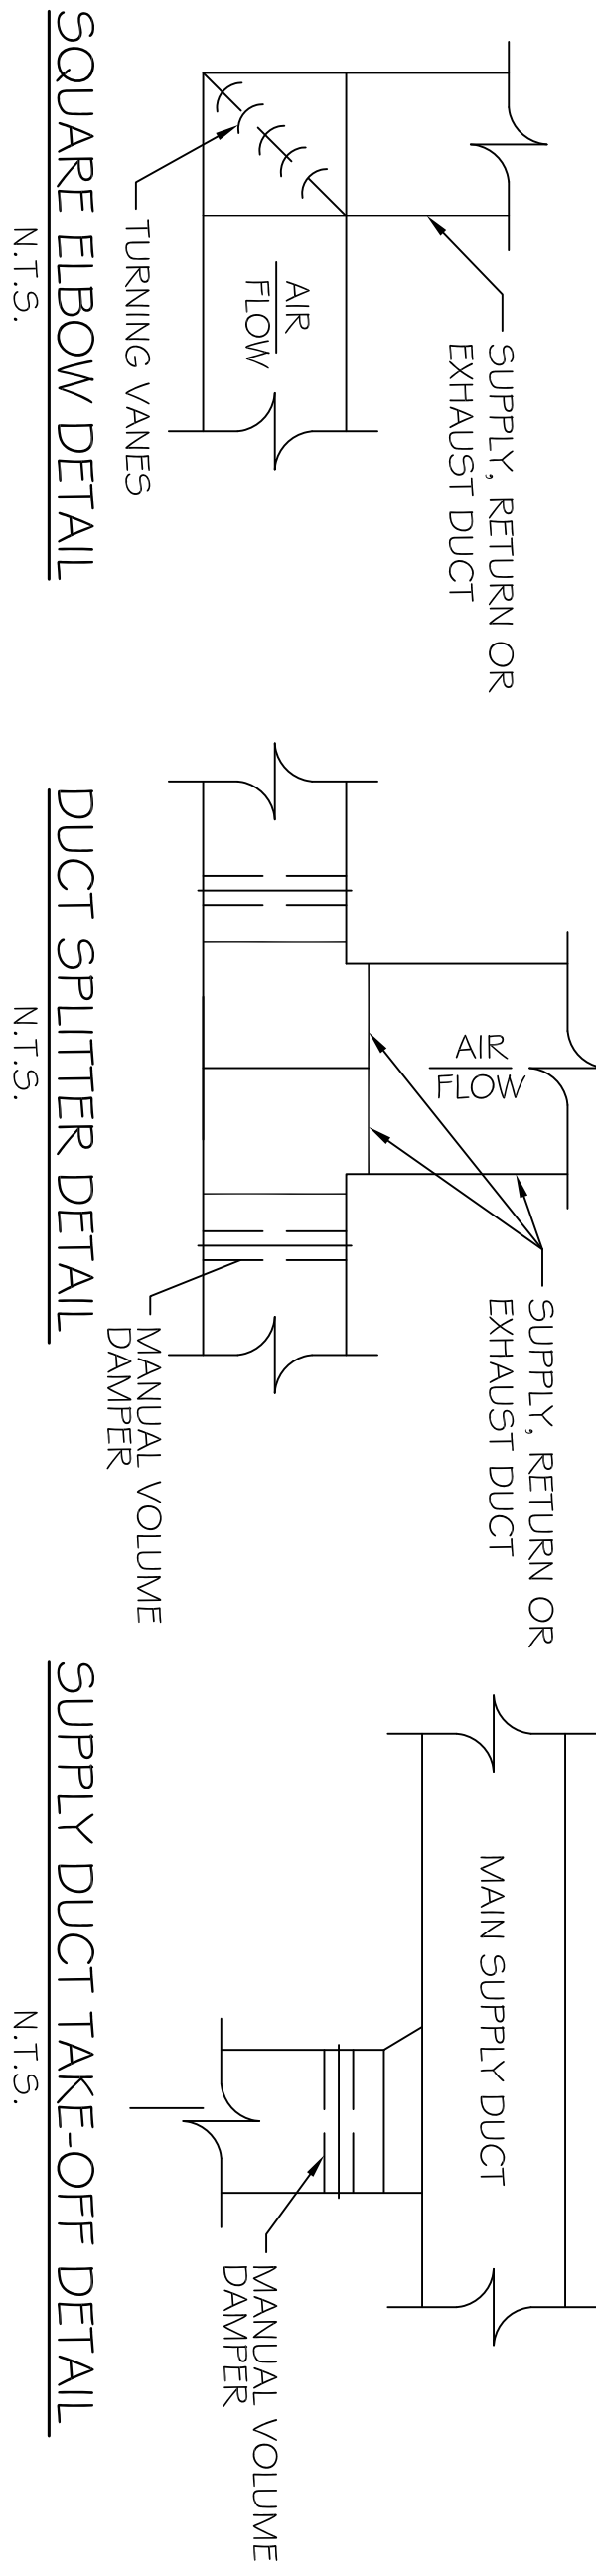 SUPPLY, RETURN OR
EXHAUST DUCT
AIR
FLOW
TURNING VANES
SQUARE ELBOW DETAIL
N.T.S.
SUPPLY, RETURN OR
EXHAUST DUCT
AIR
FLOW
MANUAL VOLUME
DAMPER
DUCT SPLITTER DETAIL
N.T.S.
MAIN SUPPLY DUCT
MANUAL VOLUME
DAMPER
SUPPLY DUCT TAKE-OFF DETAIL
N.T.S.